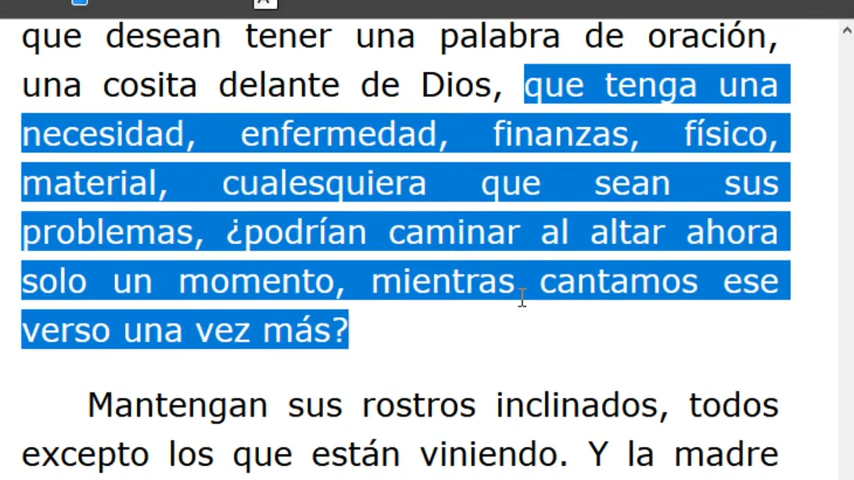 que desean tener una palabra de oración,
una cosita delante de Dios, que tenga una
necesidad, enfermedad, finanzas, físico,
material, cualesquiera que sean sus
problemas, ¿podrían caminar al altar ahora
solo un momento, mientras cantamos ese
verso una vez más?
Mantengan sus rostros inclinados, todos
excepto los que están viniendo. Y la madre